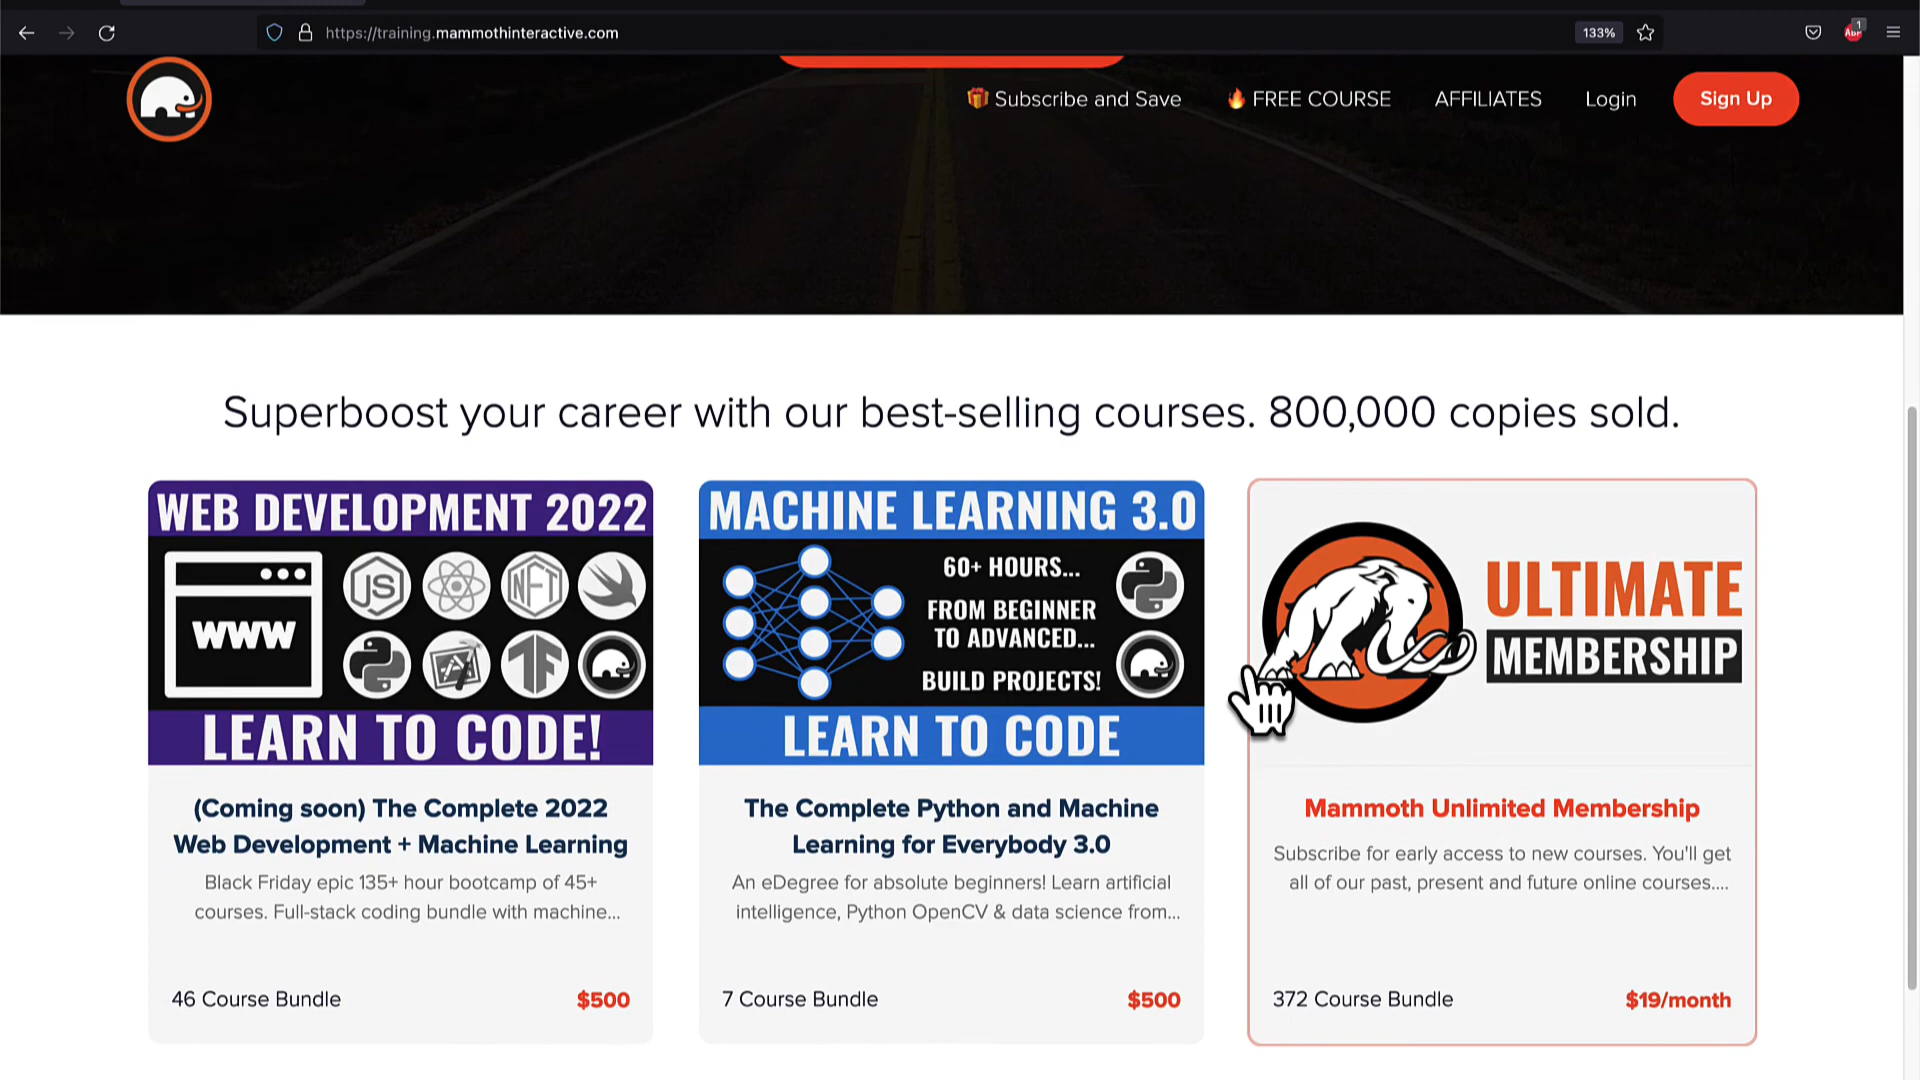 https://training.mammothinteractive.com
133%
1
ABP
🎁 Subscribe and Save
🔥 FREE COURSE
AFFILIATES
Login
Sign Up
Superboost your career with our best-selling courses. 800,000 copies sold.
WEB DEVELOPMENT 2022
WWW
JS
NFT
LEARN TO CODE!
(Coming soon) The Complete 2022
Web Development + Machine Learning
Black Friday epic 135+ hour bootcamp of 45+
courses. Full-stack coding bundle with machine...
46 Course Bundle
$500
MACHINE LEARNING 3.0
60+ HOURS...
FROM BEGINNER
TO ADVANCED...
BUILD PROJECTS!
LEARN TO CODE
The Complete Python and Machine
Learning for Everybody 3.0
An eDegree for absolute beginners! Learn artificial
intelligence, Python OpenCV & data science from...
7 Course Bundle
$500
ULTIMATE
MEMBERSHIP
Mammoth Unlimited Membership
Subscribe for early access to new courses. You'll get
all of our past, present and future online courses....
372 Course Bundle
$19/month